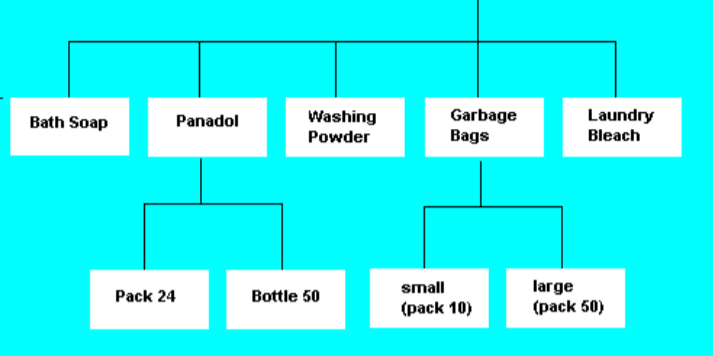 Bath Soap
Panadol
Washing
Powder
Garbage
Bags
Laundry
Bleach
Pack 24
Bottle 50
small
(pack 10)
large
(pack 50)